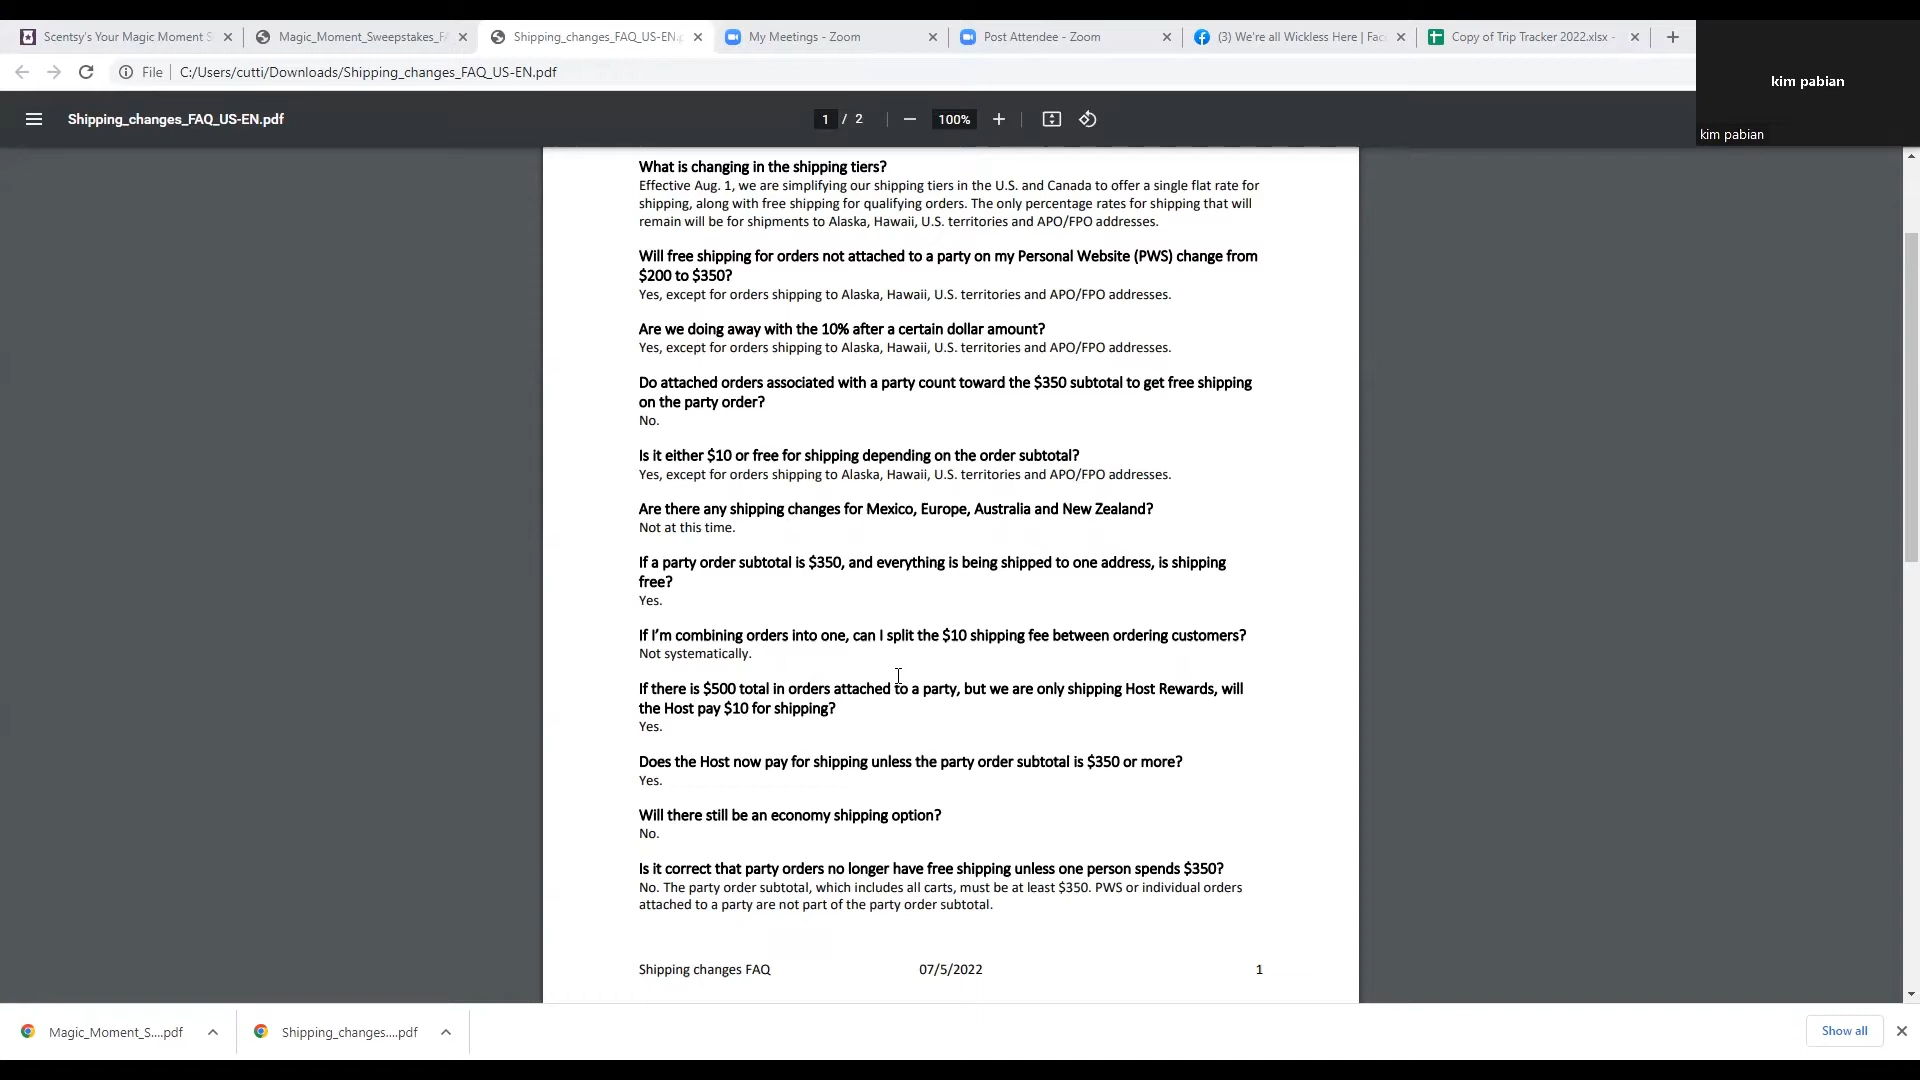 Scentsy's Your Magic Moment S
Magic_Moment_Sweepstakes_FA
Shipping_changes_FAQ_US-EN.p
My Meetings - Zoom
Post Attendee - Zoom
(3) We're all Wickless Here | Fac
Copy of Trip Tracker 2022.xlsx -
File
C:/Users/cutti/Downloads/Shipping_changes_FAQ_US-EN.pdf
kim pabian
kim pabian
Shipping_changes_FAQ_US-EN.pdf
1 / 2
100%
What is changing in the shipping tiers?
Effective Aug. 1, we are simplifying our shipping tiers in the U.S. and Canada to offer a single flat rate for
shipping, along with free shipping for qualifying orders. The only percentage rates for shipping that will
remain will be for shipments to Alaska, Hawaii, U.S. territories and APO/FPO addresses.
Will free shipping for orders not attached to a party on my Personal Website (PWS) change from
$200 to $350?
Yes, except for orders shipping to Alaska, Hawaii, U.S. territories and APO/FPO addresses.
Are we doing away with the 10% after a certain dollar amount?
Yes, except for orders shipping to Alaska, Hawaii, U.S. territories and APO/FPO addresses.
Do attached orders associated with a party count toward the $350 subtotal to get free shipping
on the party order?
No.
Is it either $10 or free for shipping depending on the order subtotal?
Yes, except for orders shipping to Alaska, Hawaii, U.S. territories and APO/FPO addresses.
Are there any shipping changes for Mexico, Europe, Australia and New Zealand?
Not at this time.
If a party order subtotal is $350, and everything is being shipped to one address, is shipping
free?
Yes.
If I’m combining orders into one, can I split the $10 shipping fee between ordering customers?
Not systematically.
If there is $500 total in orders attached to a party, but we are only shipping Host Rewards, will
the Host pay $10 for shipping?
Yes.
Does the Host now pay for shipping unless the party order subtotal is $350 or more?
Yes.
Will there still be an economy shipping option?
No.
Is it correct that party orders no longer have free shipping unless one person spends $350?
No. The party order subtotal, which includes all carts, must be at least $350. PWS or individual orders
attached to a party are not part of the party order subtotal.
Shipping changes FAQ 07/5/2022 1
Magic_Moment_S....pdf
Shipping_changes....pdf
Show all